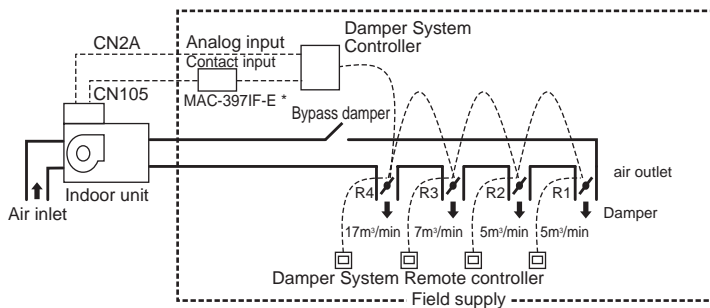 CN2A
Analog input
Damper System
Controller
Contact input
CN105
MAC-397IF-E *
Bypass damper
air outlet
Indoor unit
R4
R3
R2
R1
Air inlet
Damper
17m³/min
7m³/min
5m³/min
5m³/min
Damper System Remote controller
Field supply